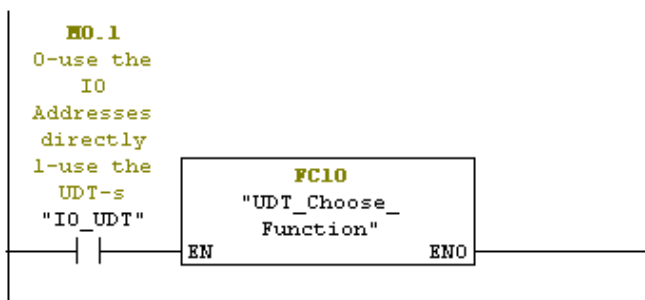 M0.1
0-use the
IO
Addresses
directly
1-use the
UDT-s
"IO_UDT"
FC10
"UDT_Choose_
Function"
EN
ENO